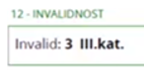 12 - INVALIDNOST
Invalid: 3 III.kat.